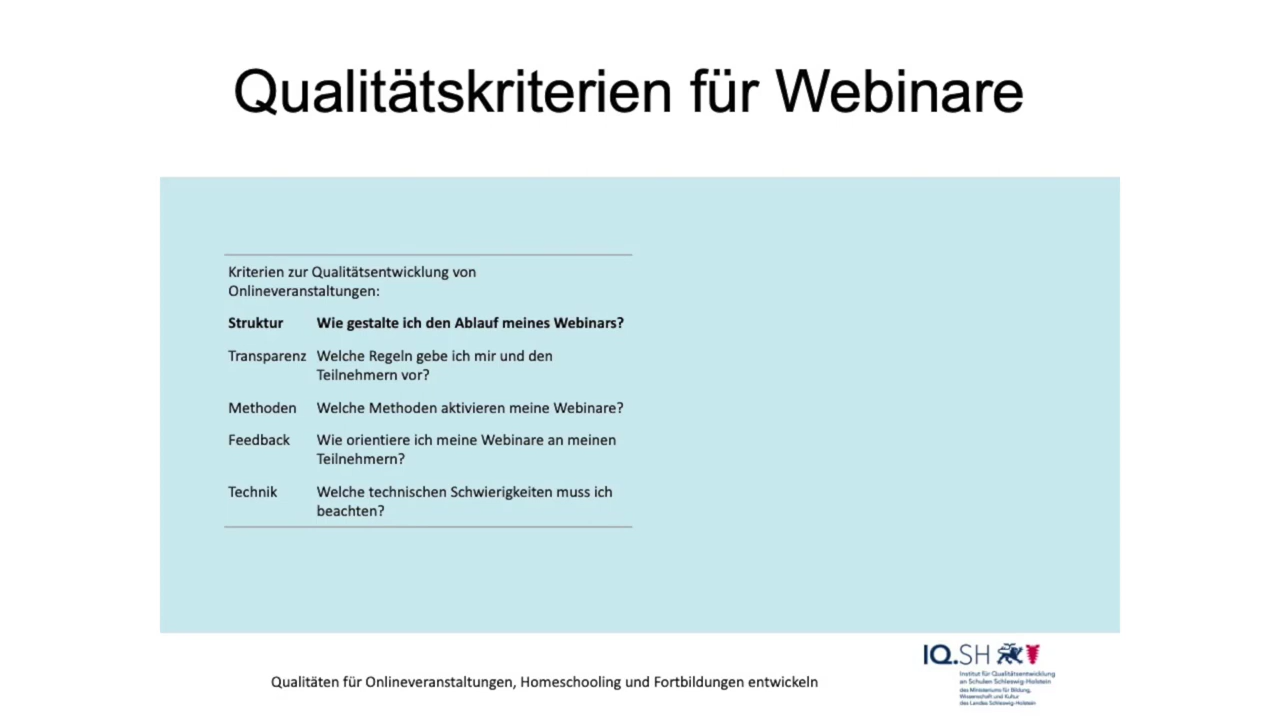 Qualitätskriterien für Webinare
Kriterien zur Qualitätsentwicklung von
Onlineveranstaltungen:
Struktur Wie gestalte ich den Ablauf meines Webinars?
Transparenz Welche Regeln gebe ich mir und den
Teilnehmern vor?
Methoden Welche Methoden aktivieren meine Webinare?
Feedback Wie orientiere ich meine Webinare an meinen
Teilnehmern?
Technik Welche technischen Schwierigkeiten muss ich
beachten?
Qualitäten für Onlineveranstaltungen, Homeschooling und Fortbildungen entwickeln
IQ.SH
Institut für Qualitätsentwicklung
an Schulen Schleswig-Holstein
des Ministeriums für Bildung,
Wissenschaft und Kultur
des Landes Schleswig-Holstein